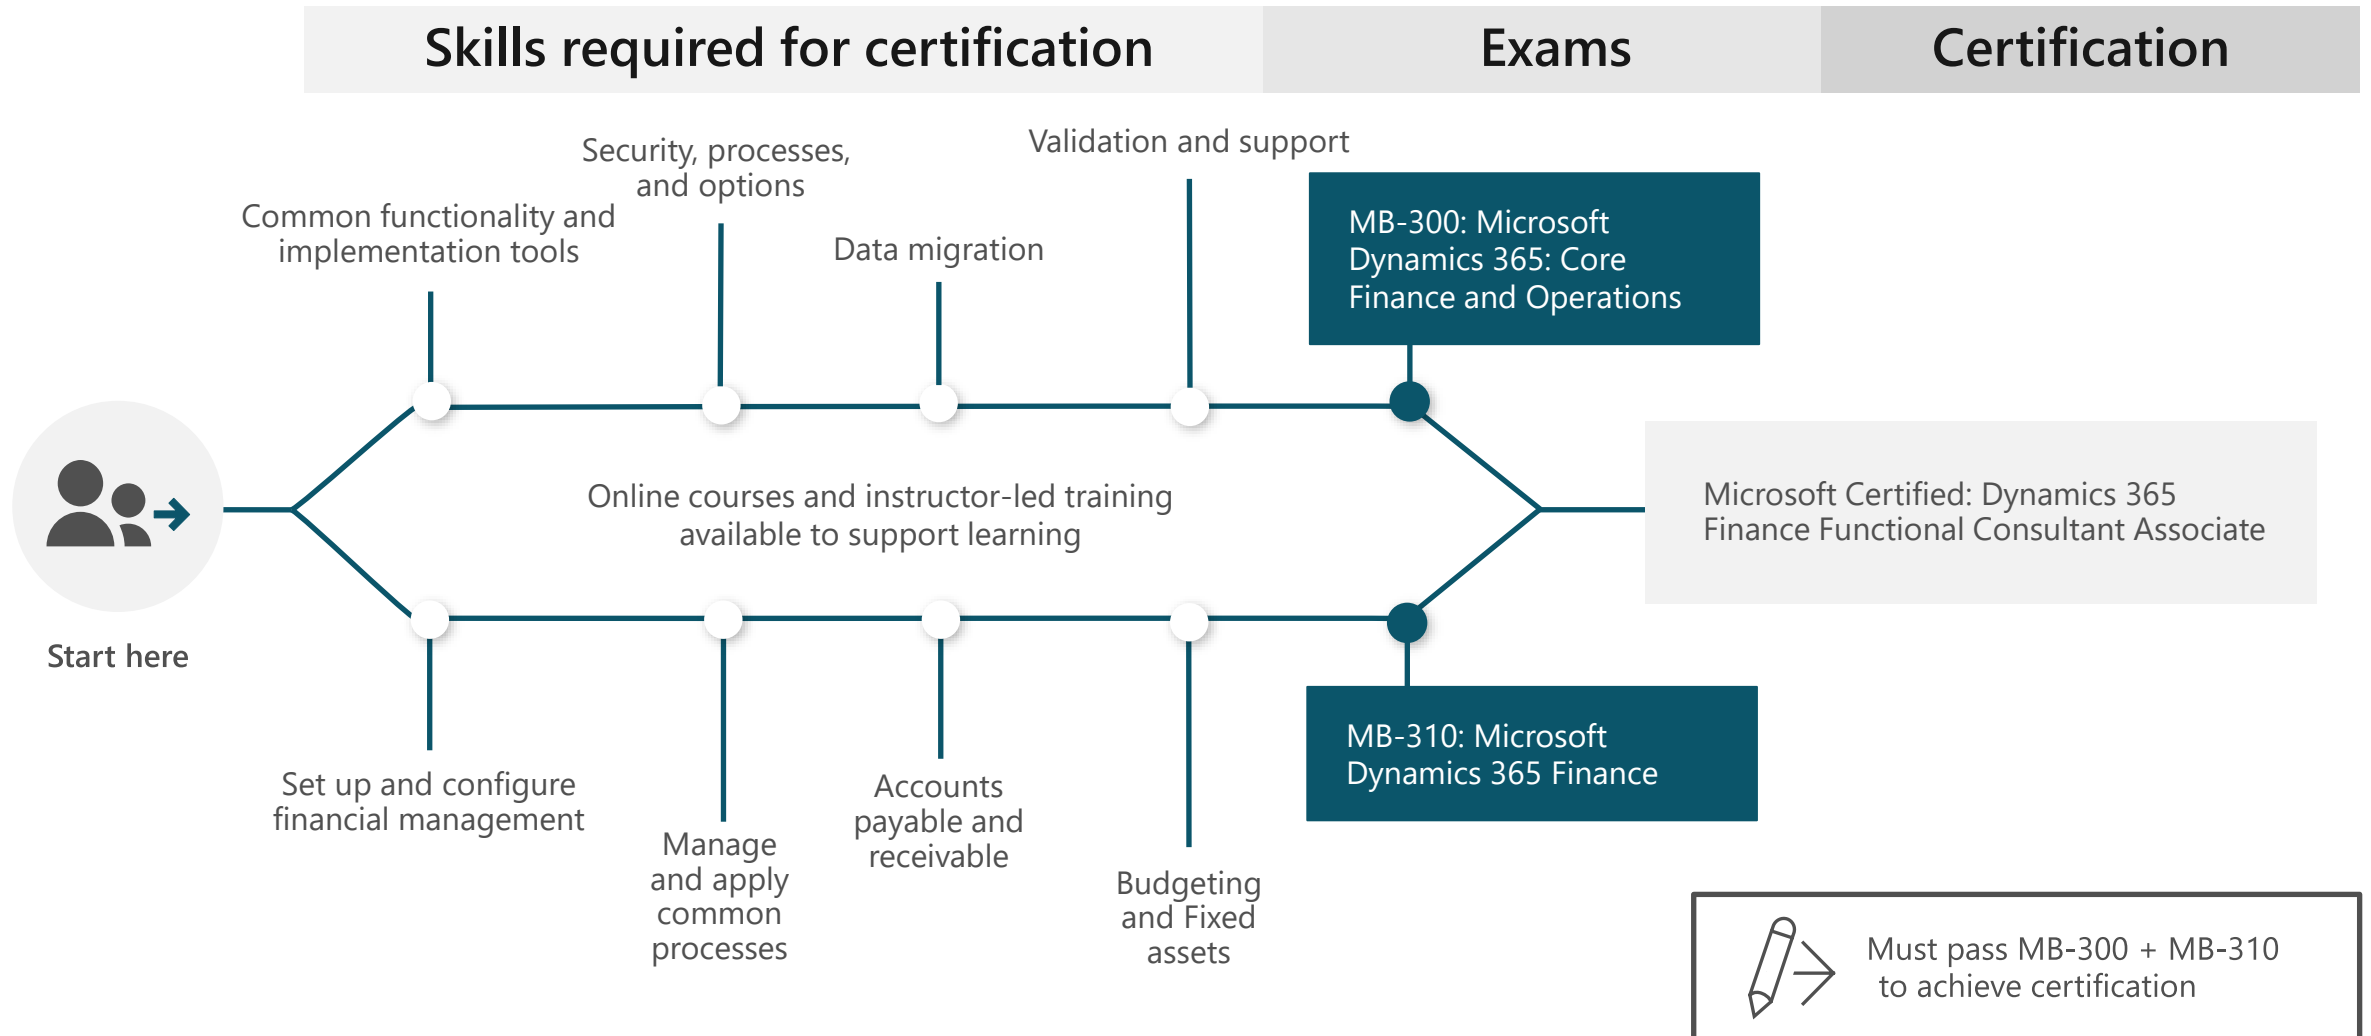 Skills required for certification
Exams
Certification
Security, processes,
and options
Validation and support
Common functionality and
implementation tools
Data migration
MB-300: Microsoft
Dynamics 365: Core
Finance and Operations
Online courses and instructor-led training
available to support learning
Microsoft Certified: Dynamics 365
Finance Functional Consultant Associate
Start here
Set up and configure
financial management
Manage
and apply
common
processes
Accounts
payable and
receivable
Budgeting
and Fixed
assets
MB-310: Microsoft
Dynamics 365 Finance
Must pass MB-300 + MB-310
to achieve certification